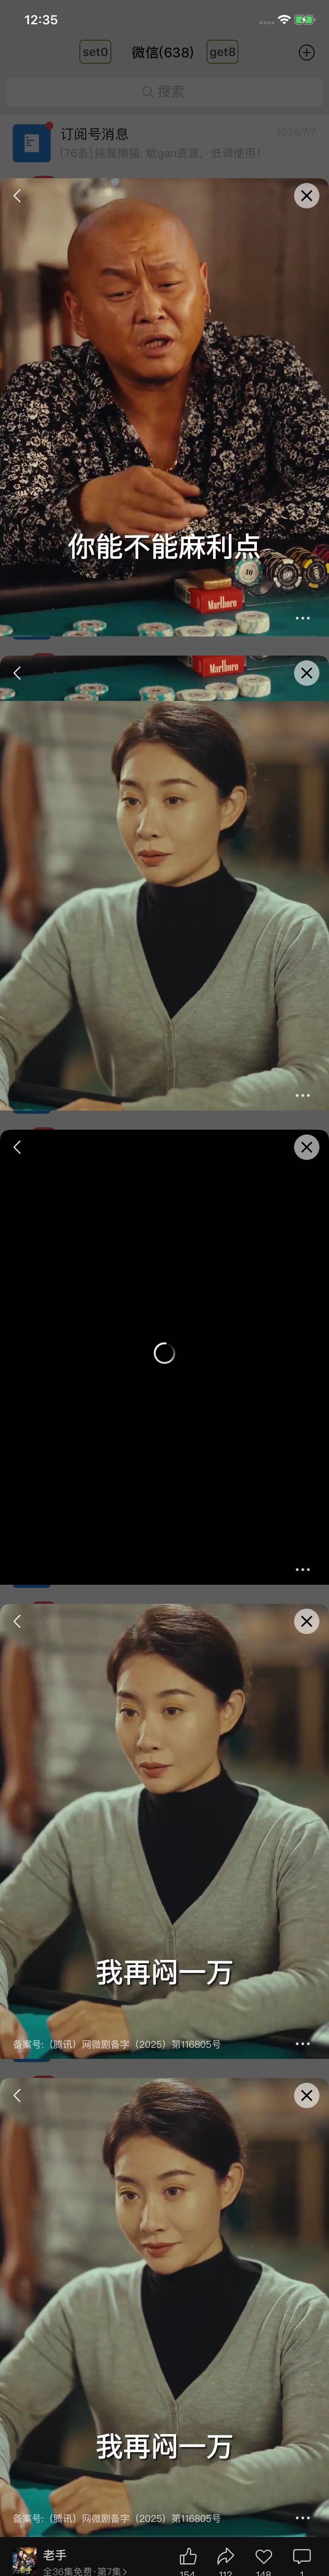 12:35
set0
微信(638)
get8
搜索
订阅号消息
2025/7/7
[76条]纯属懒猫: 敏gan资源，低调使用！
你能不能麻利点
10
Marlboro
Marlboro
我再闷一万
备案号:（腾讯）网微剧备字（2025）第116805号
我再闷一万
备案号:（腾讯）网微剧备字（2025）第116805号
老手
全36集免费·第7集>
154
112
148
1